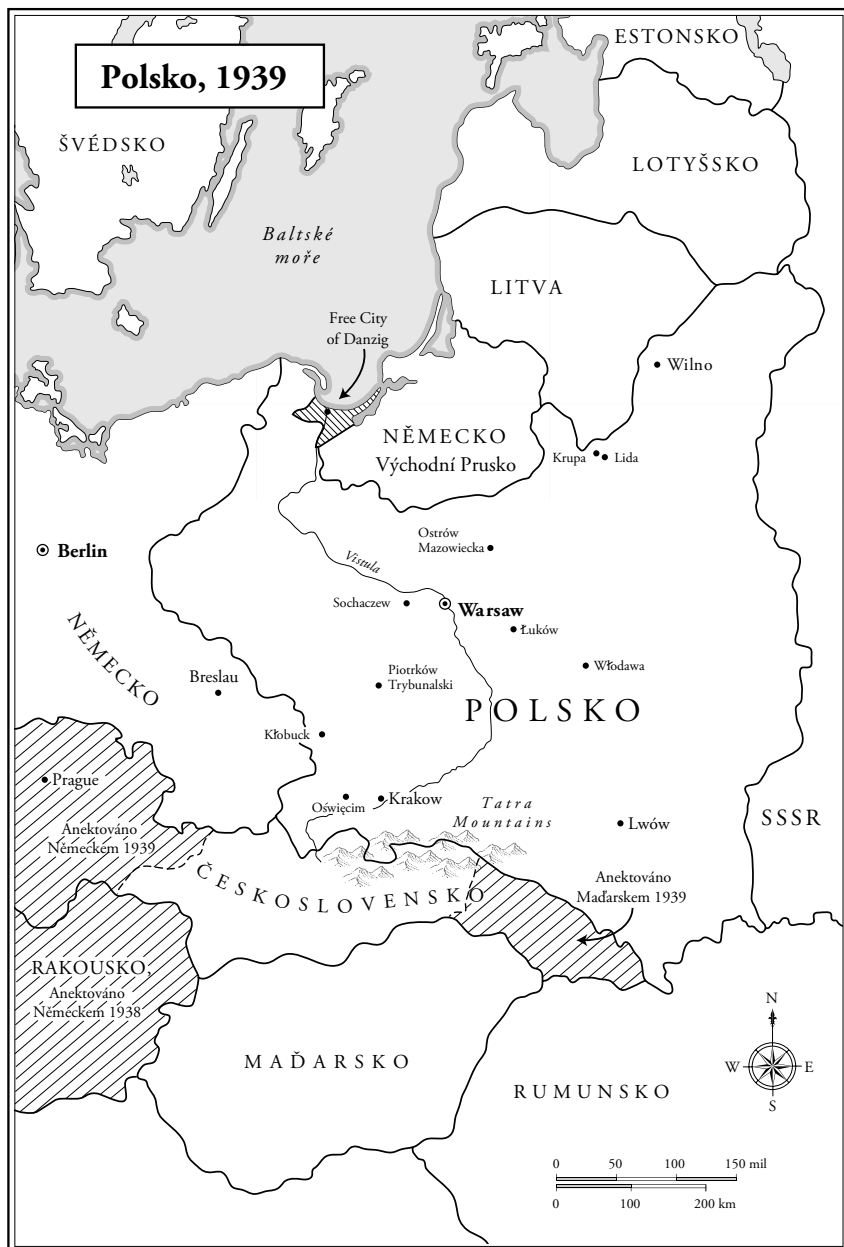 Polsko, 1939
ESTONSKO
ŠVÉDSKO
LOTYŠSKO
Baltské
moře
LITVA
Free City
of Danzig
Wilno
NĚMECKO
Východní Prusko
Krupa
Lida
Ostrów
Mazowiecka
Berlin
Vistula
Sochaczew
Warsaw
Łuków
NĚMECKO
Włodawa
Breslau
Piotrków
Trybunalski
POLSKO
Kłobuck
Prague
Oświęcim
Krakow
Tatra
Mountains
Lwów
SSSR
Anektováno
Německem 1939
ČESKOSLOVENSKO
Anektováno
Maďarskem 1939
RAKOUSKO,
Anektováno
Německem 1938
N
W
E
S
MAĎARSKO
RUMUNSKO
0 50 100 150 mil
0 100 200 km